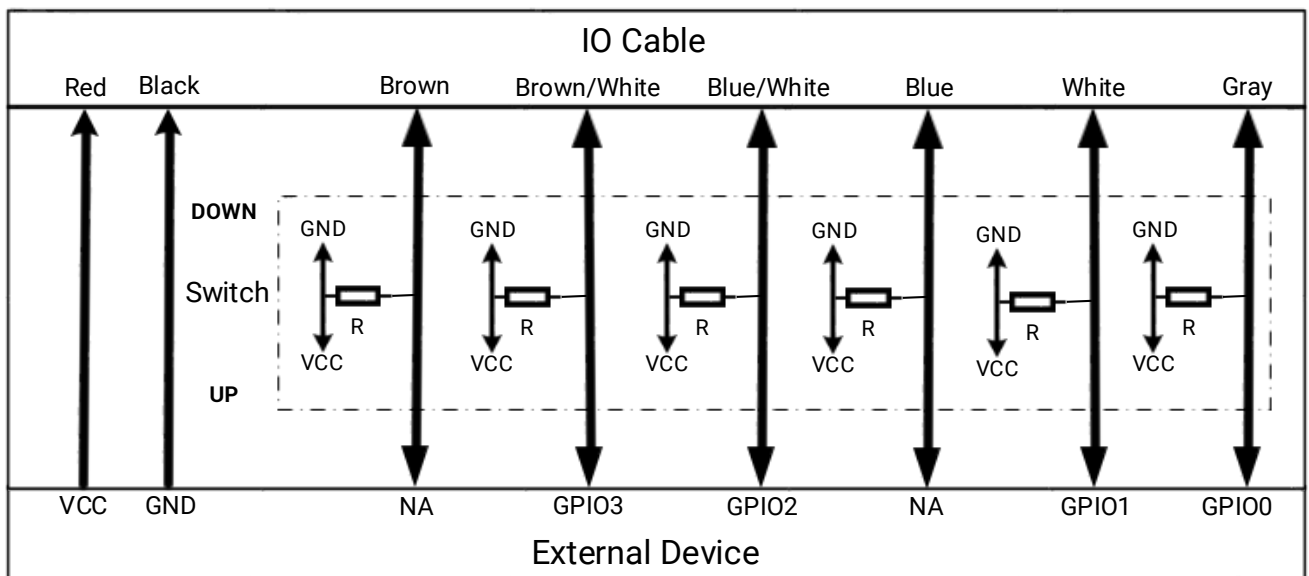 IO Cable
Red Black Brown Brown/White Blue/White Blue White Gray
DOWN
GND GND GND GND GND GND
Switch
R R R R R R
VCC VCC VCC VCC VCC VCC
UP
VCC GND NA GPIO3 GPIO2 NA GPIO1 GPIO0
External Device